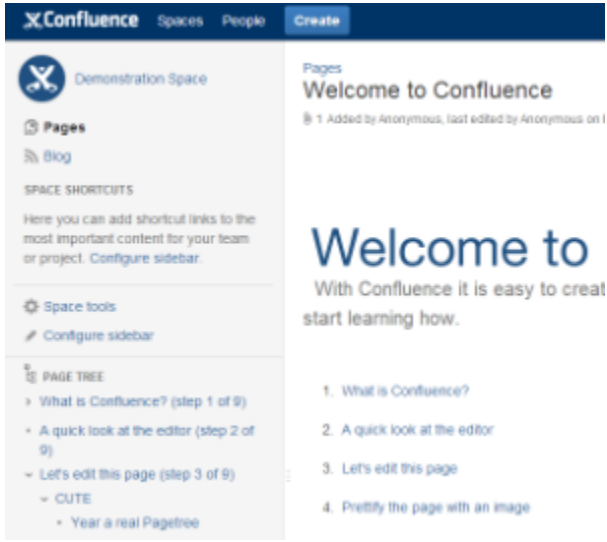 Confluence Spaces People Create
Demonstration Space
Pages
Blog
SPACE SHORTCUTS
Here you can add shortcut links to the
most important content for your team
or project. Configure sidebar.
Space tools
Configure sidebar
PAGE TREE
What is Confluence? (step 1 of 9)
A quick look at the editor (step 2 of
9)
Let's edit this page (step 3 of 9)
CUTE
Year a real Pagetree
Pages
Welcome to Confluence
1 Added by Anonymous, last edited by Anonymous on
Welcome to
With Confluence it is easy to creat
start learning how.
1. What is Confluence?
2. A quick look at the editor
3. Let's edit this page
4. Prettify the page with an image